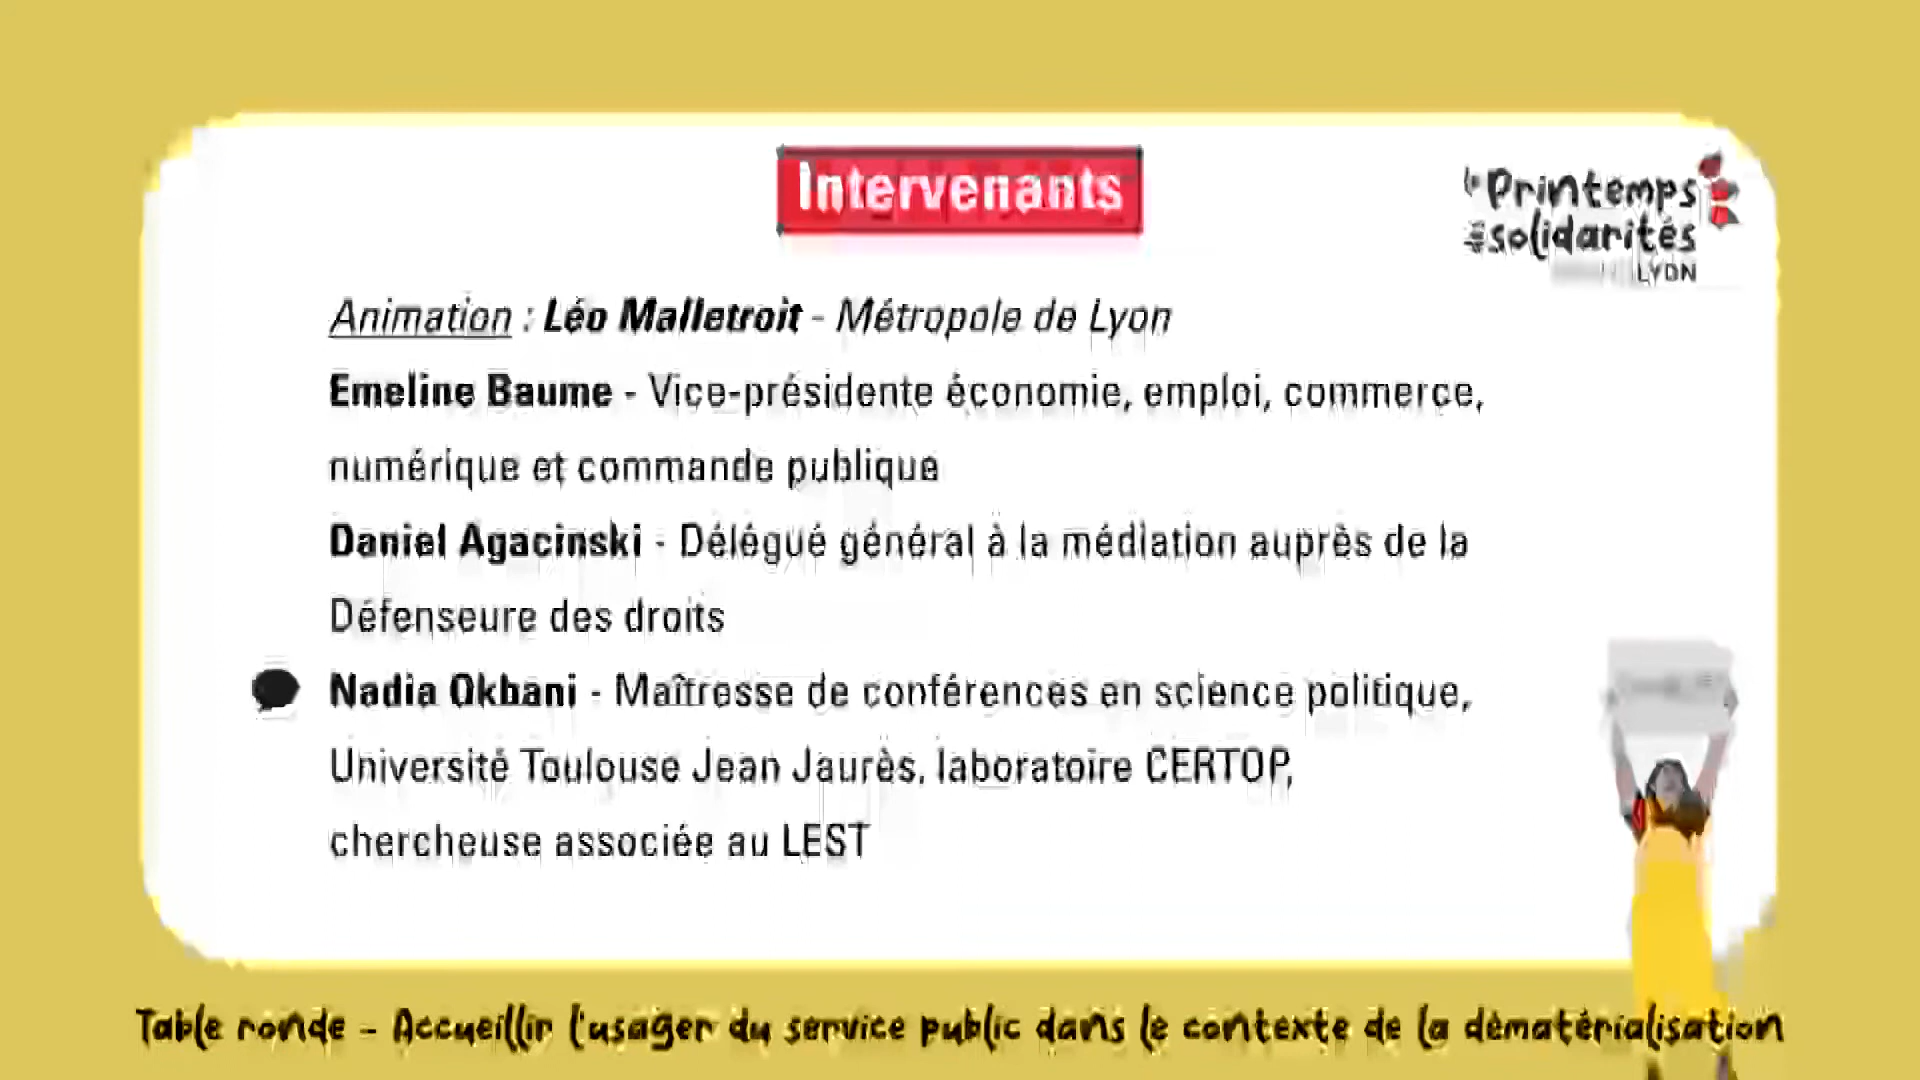 Intervenants
le Printemps
des solidarités
LYON
Animation : Léo Malletroit - Métropole de Lyon
Emeline Baume - Vice-présidente économie, emploi, commerce,
numérique et commande publique
Daniel Agacinski - Délégué général à la médiation auprès de la
Défenseure des droits
Nadia Okbani - Maîtresse de conférences en science politique,
Université Toulouse Jean Jaurès, laboratoire CERTOP,
chercheuse associée au LEST
Table ronde - Accueillir l'usager du service public dans le contexte de la dématérialisation